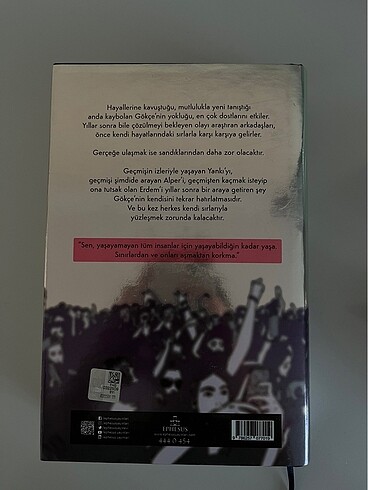 Hayallerine kavuştuğu, mutlulukla yeni tanıştığı
anda kaybolan Gökçe'nin yokluğu, en çok dostlarını etkiler.
Yıllar sonra bile çözülmeyi bekleyen olayı araştıran arkadaşları,
önce kendi hayatlarındaki sırlarla karşı karşıya gelirler.
Gerçeğe ulaşmak ise sandıklarından daha zor olacaktır.
Geçmişin izleriyle yaşayan Yankı'yı,
geçmişi şimdide arayan Alper'i, geçmişten kaçmak isteyip
ona tutsak olan Erdem'i yıllar sonra bir araya getiren şey
Gökçe'nin kendisini tekrar hatırlatmasıdır.
Ve bu kez herkes kendi sırlarıyla
yüzleşmek zorunda kalacaktır.
"Sen, yaşayamayan tüm insanlar için yaşayabildiğin kadar yaşa.
Sınırlardan ve onları aşmaktan korkma."
EPHESUS
444 0 454